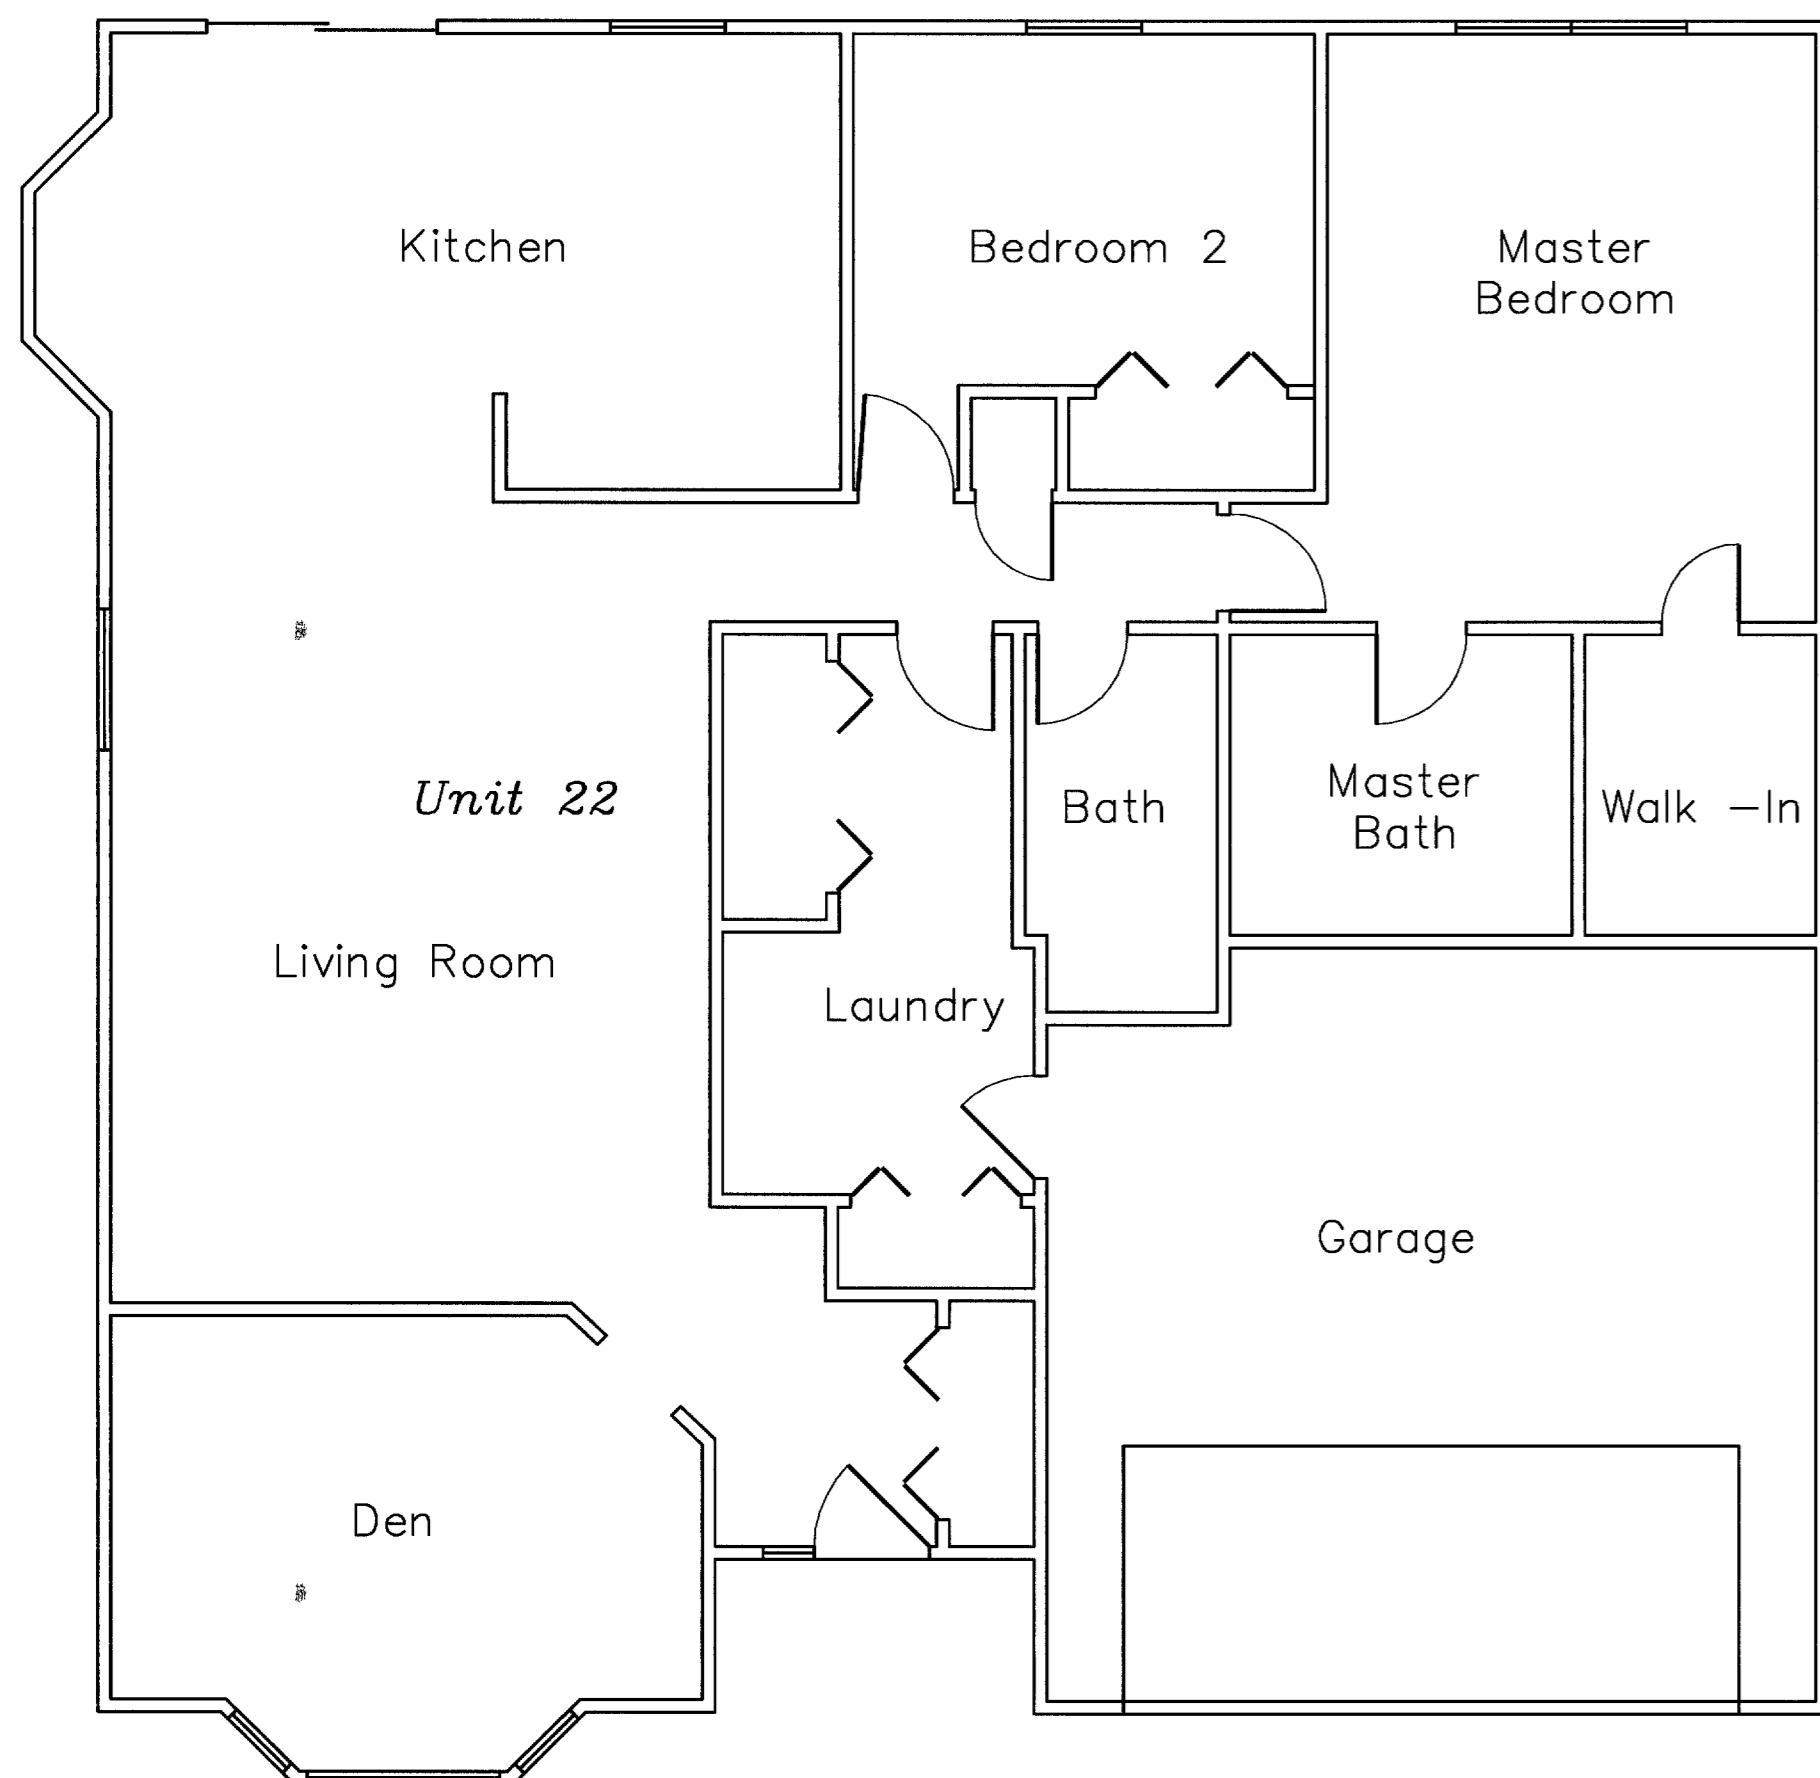 Kitchen
Bedroom 2
Master
Bedroom
Unit 22
Bath
Master
Bath
Walk -In
Living Room
Laundry
Garage
Den